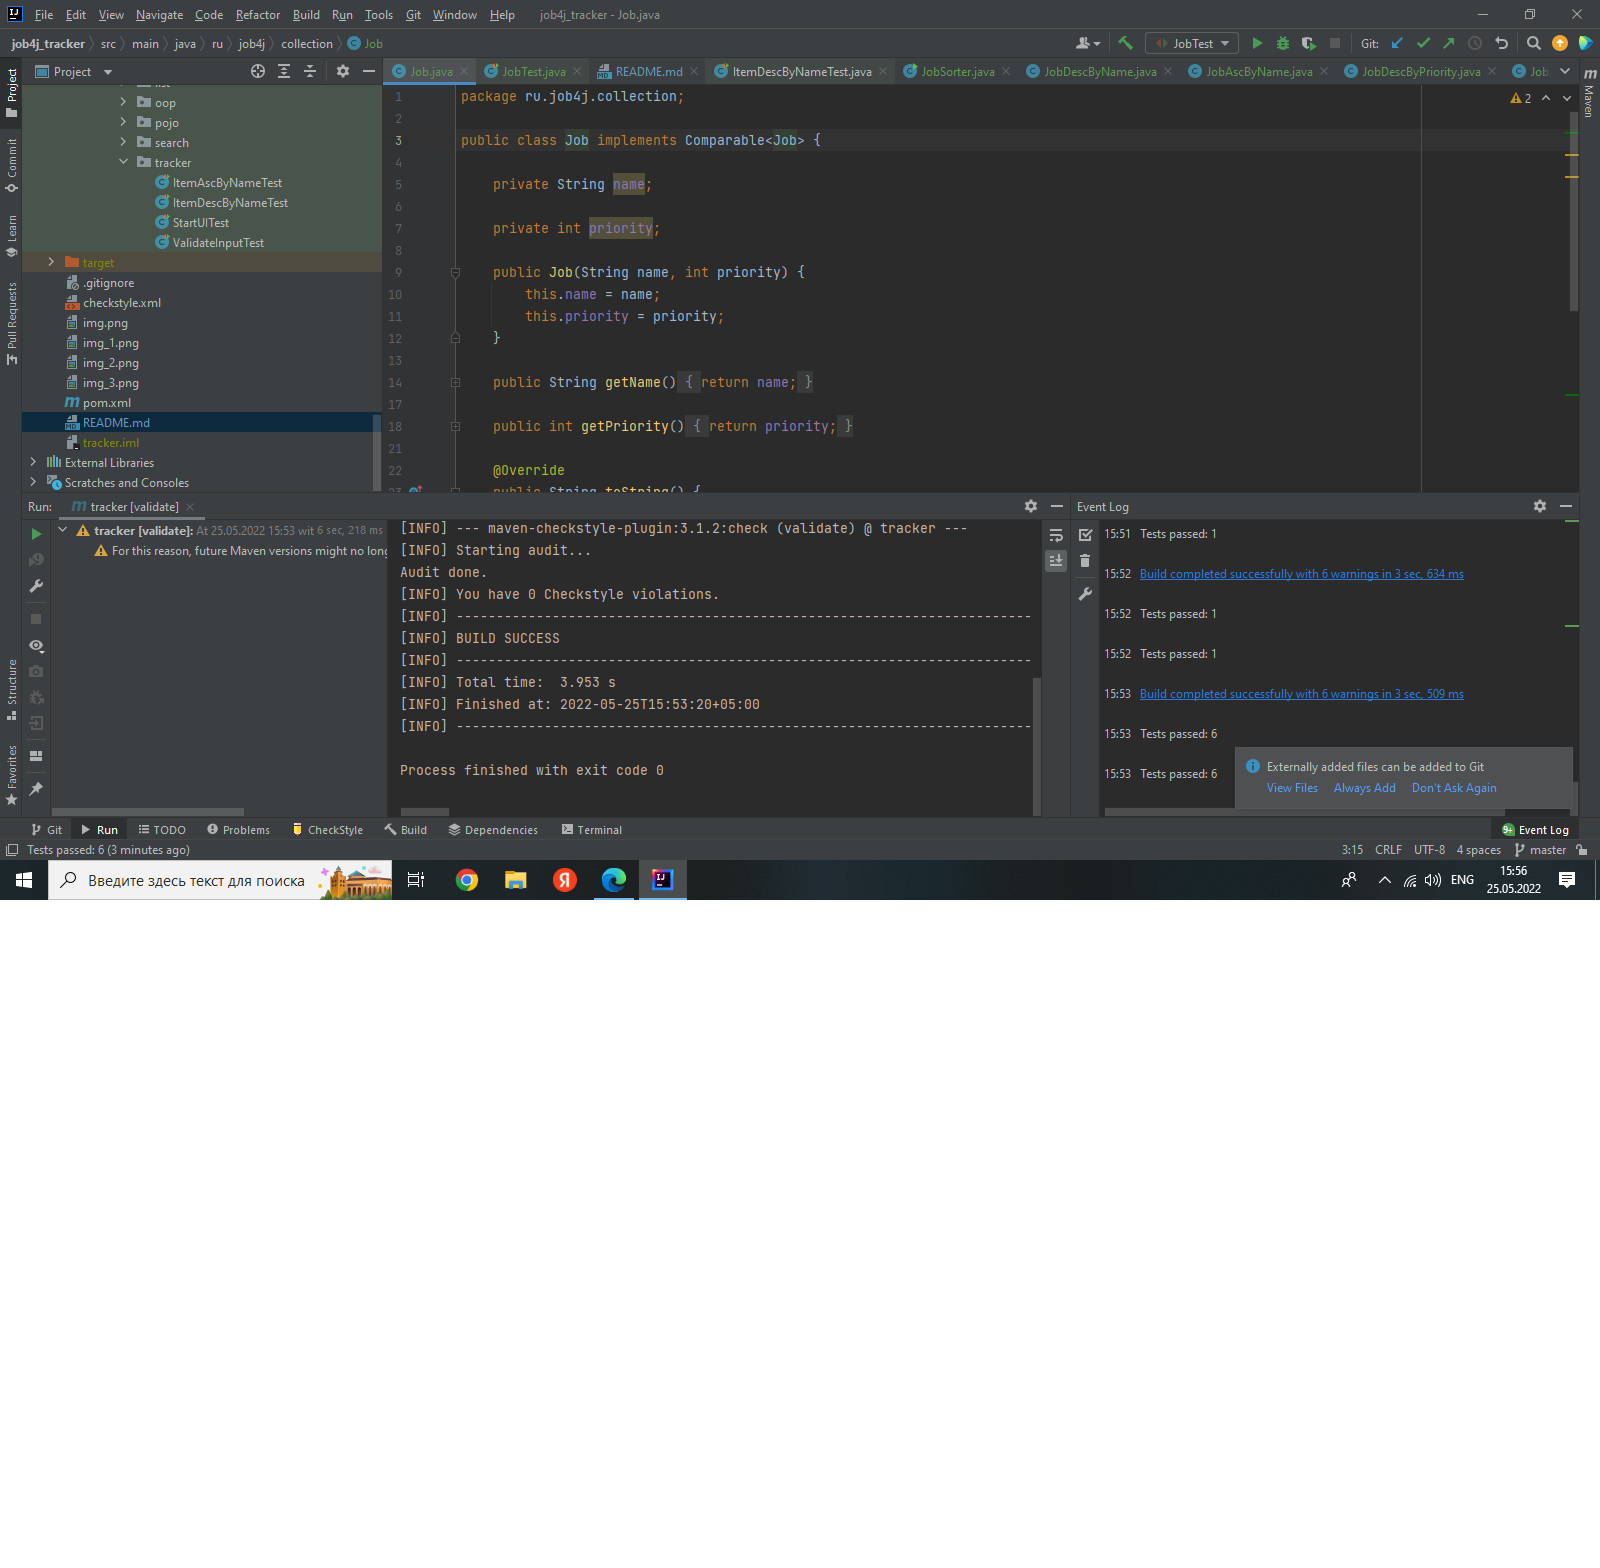 File Edit View Navigate Code Refactor Build Run Tools Git Window Help job4j_tracker - Job.java
job4j_tracker src main java ru job4j collection Job
JobTest Git:
Project
Job.java JobTest.java README.md ItemDescByNameTest.java JobSorter.java JobDescByName.java JobAscByName.java JobDescByPriority.java Job
Project
Commit
Learn
Pull Requests
Structure
Favorites
Maven
oop
pojo
search
tracker
ItemAscByNameTest
ItemDescByNameTest
StartUITest
ValidateInputTest
target
.gitignore
checkstyle.xml
img.png
img_1.png
img_2.png
img_3.png
pom.xml
README.md
tracker.iml
External Libraries
Scratches and Consoles
2
1 package ru.job4j.collection;
2
3 public class Job implements Comparable<Job> {
4
5 private String name;
6
7 private int priority;
8
9 public Job(String name, int priority) {
10 this.name = name;
11 this.priority = priority;
12 }
13
14 public String getName() { return name; }
17
18 public int getPriority() { return priority; }
21
22 @Override
23 public String toString() {
Run: tracker [validate]
tracker [validate]: At 25.05.2022 15:53 wit 6 sec, 218 ms
For this reason, future Maven versions might no long
[INFO] --- maven-checkstyle-plugin:3.1.2:check (validate) @ tracker ---
[INFO] Starting audit...
Audit done.
[INFO] You have 0 Checkstyle violations.
[INFO] ------------------------------------------------------------------------
[INFO] BUILD SUCCESS
[INFO] ------------------------------------------------------------------------
[INFO] Total time:  3.953 s
[INFO] Finished at: 2022-05-25T15:53:20+05:00
[INFO] ------------------------------------------------------------------------
Process finished with exit code 0
Event Log
15:51 Tests passed: 1
15:52 Build completed successfully with 6 warnings in 3 sec, 634 ms
15:52 Tests passed: 1
15:52 Tests passed: 1
15:53 Build completed successfully with 6 warnings in 3 sec, 509 ms
15:53 Tests passed: 6
15:53 Tests passed: 6
Externally added files can be added to Git
View Files Always Add Don't Ask Again
Git Run TODO Problems CheckStyle Build Dependencies Terminal 9+ Event Log
Tests passed: 6 (3 minutes ago) 3:15 CRLF UTF-8 4 spaces master
Введите здесь текст для поиска
ENG 15:56
25.05.2022